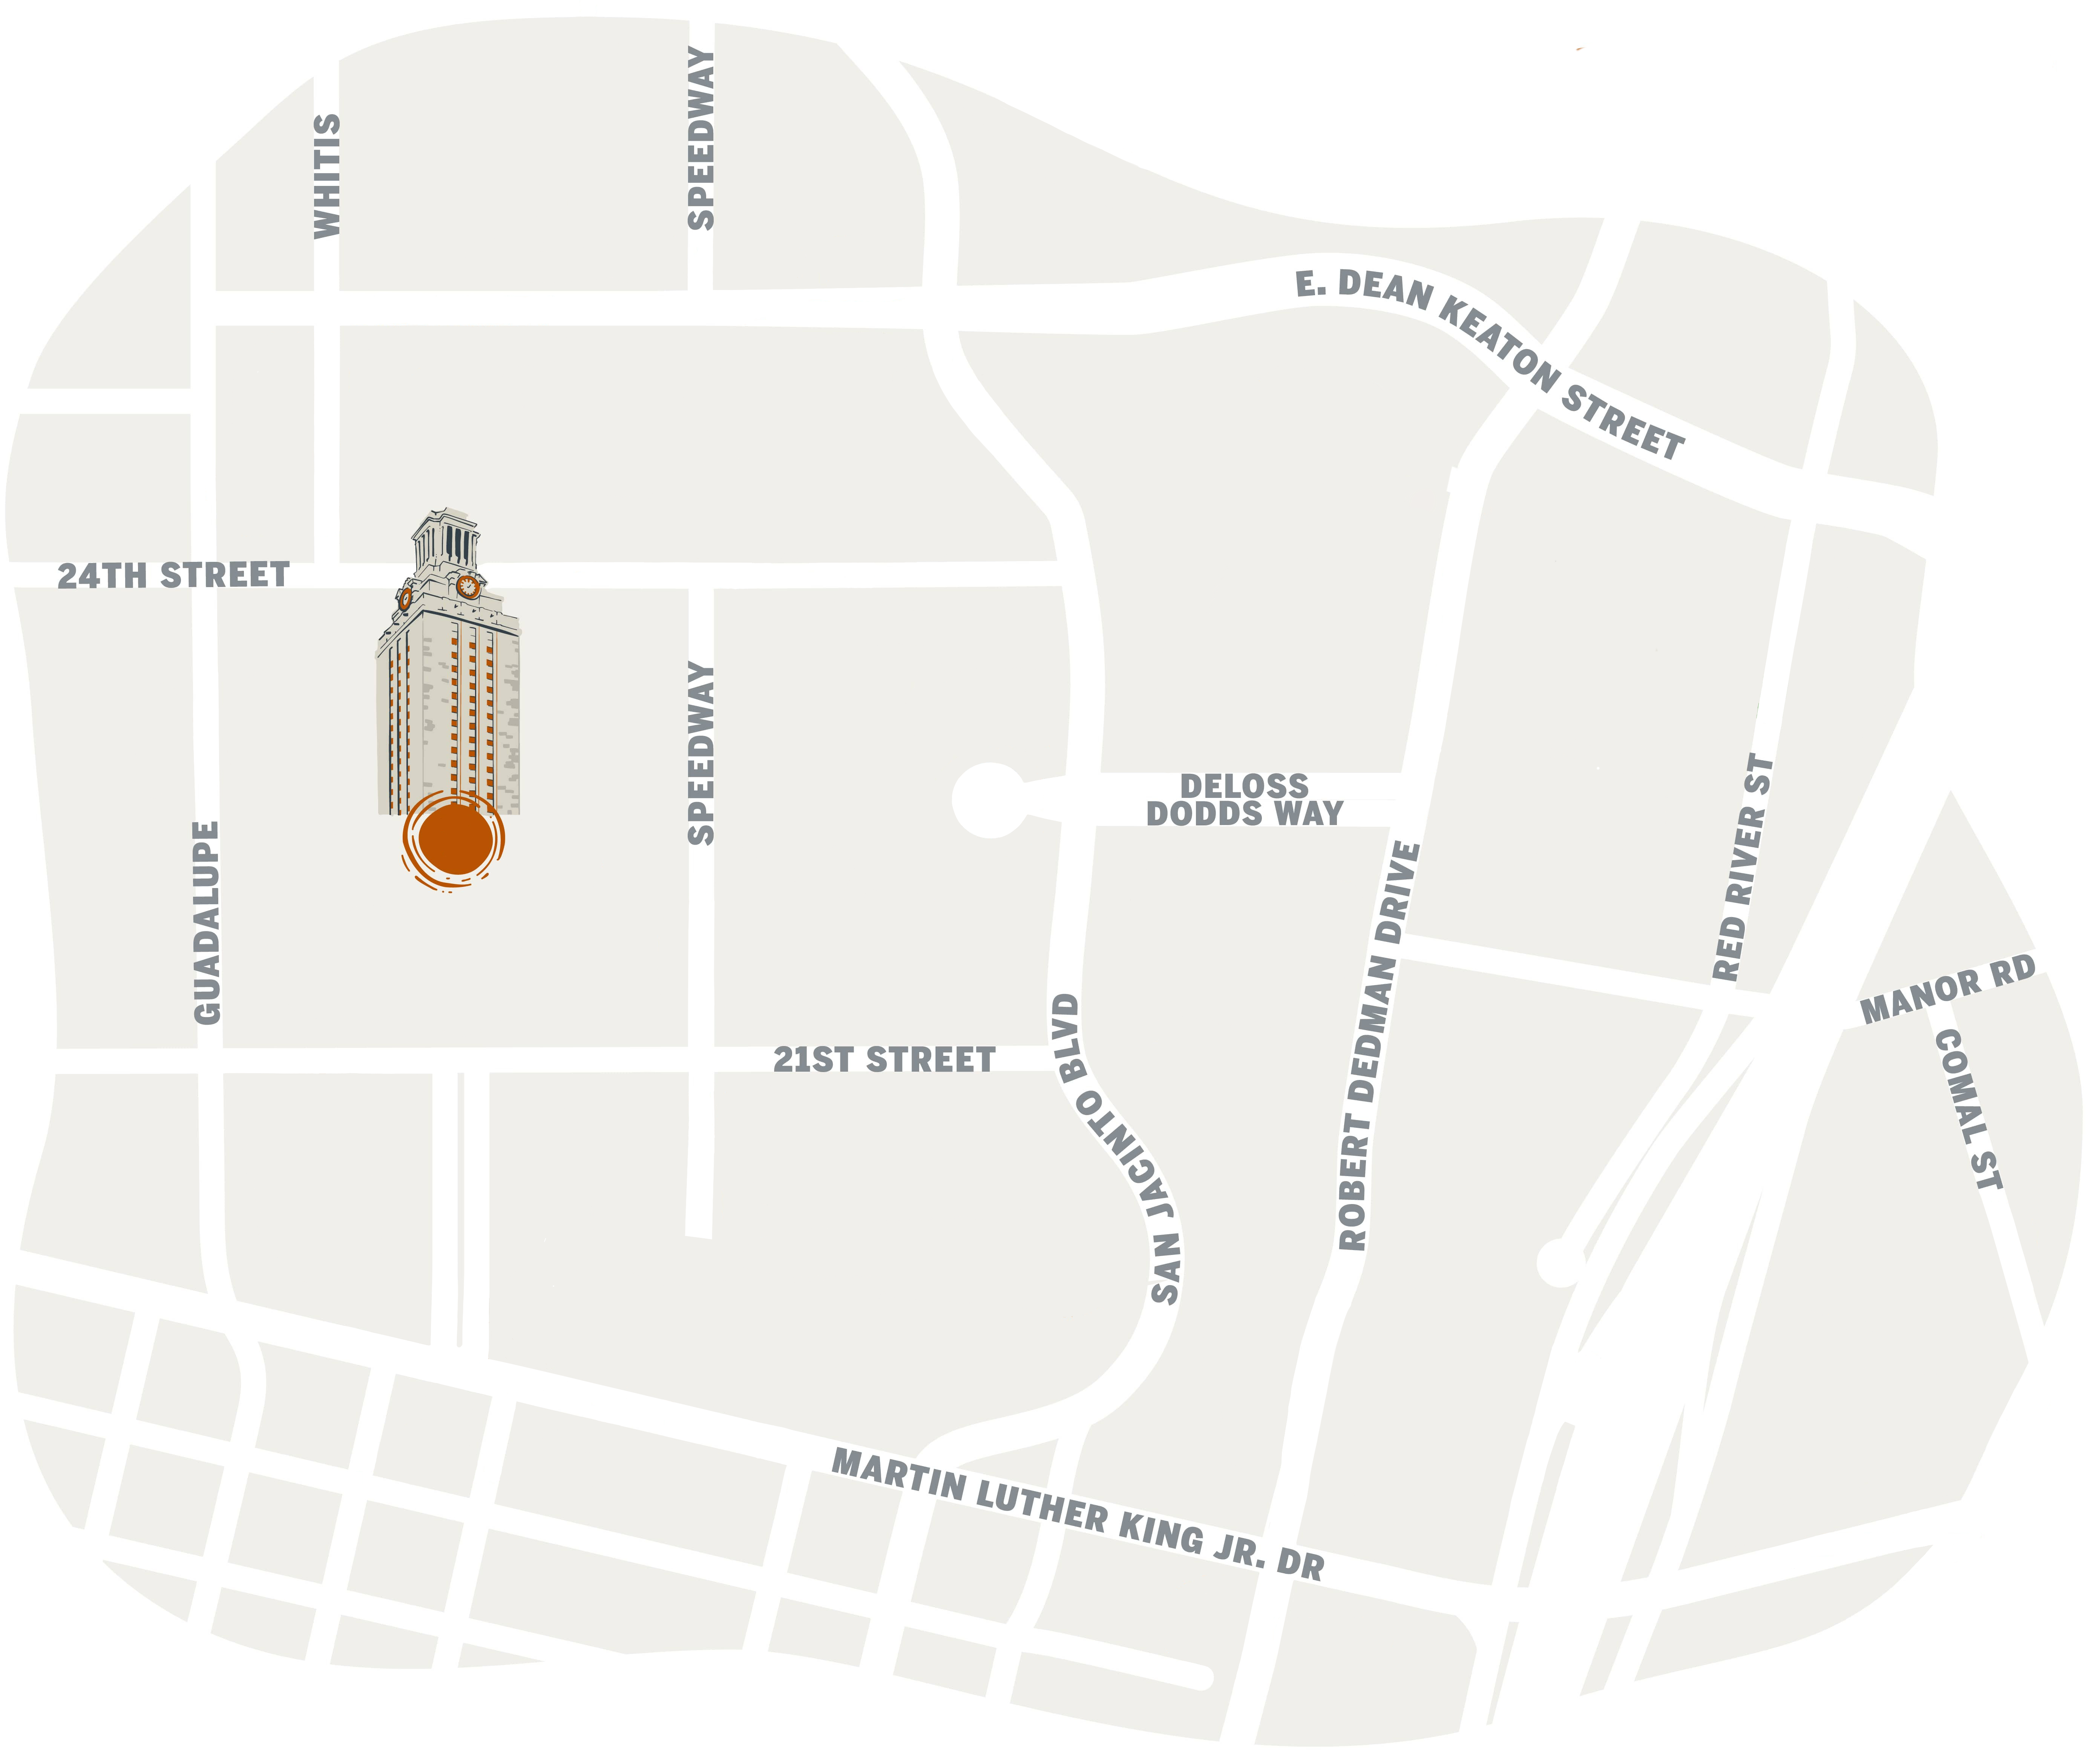 WHITIS
SPEEDWAY
E. DEAN KEATON STREET
24TH STREET
SPEEDWAY
DELOSS
DODDS WAY
GUADALUPE
RED RIVER ST
ROBERT DEDMAN DRIVE
MANOR RD
21ST STREET
SAN JACINTO BLVD
COMAL ST
MARTIN LUTHER KING JR. DR